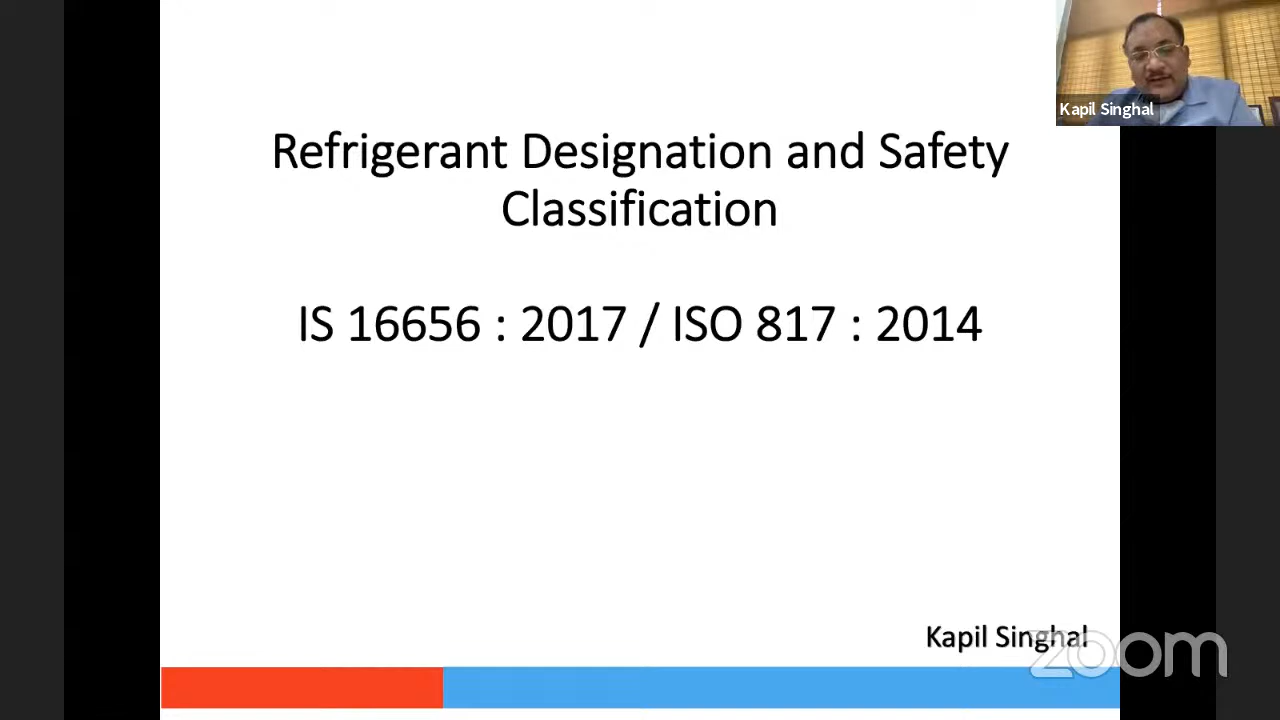 Kapil Singhal
Refrigerant Designation and Safety
Classification
IS 16656 : 2017 / ISO 817 : 2014
Kapil Singhal
zoom